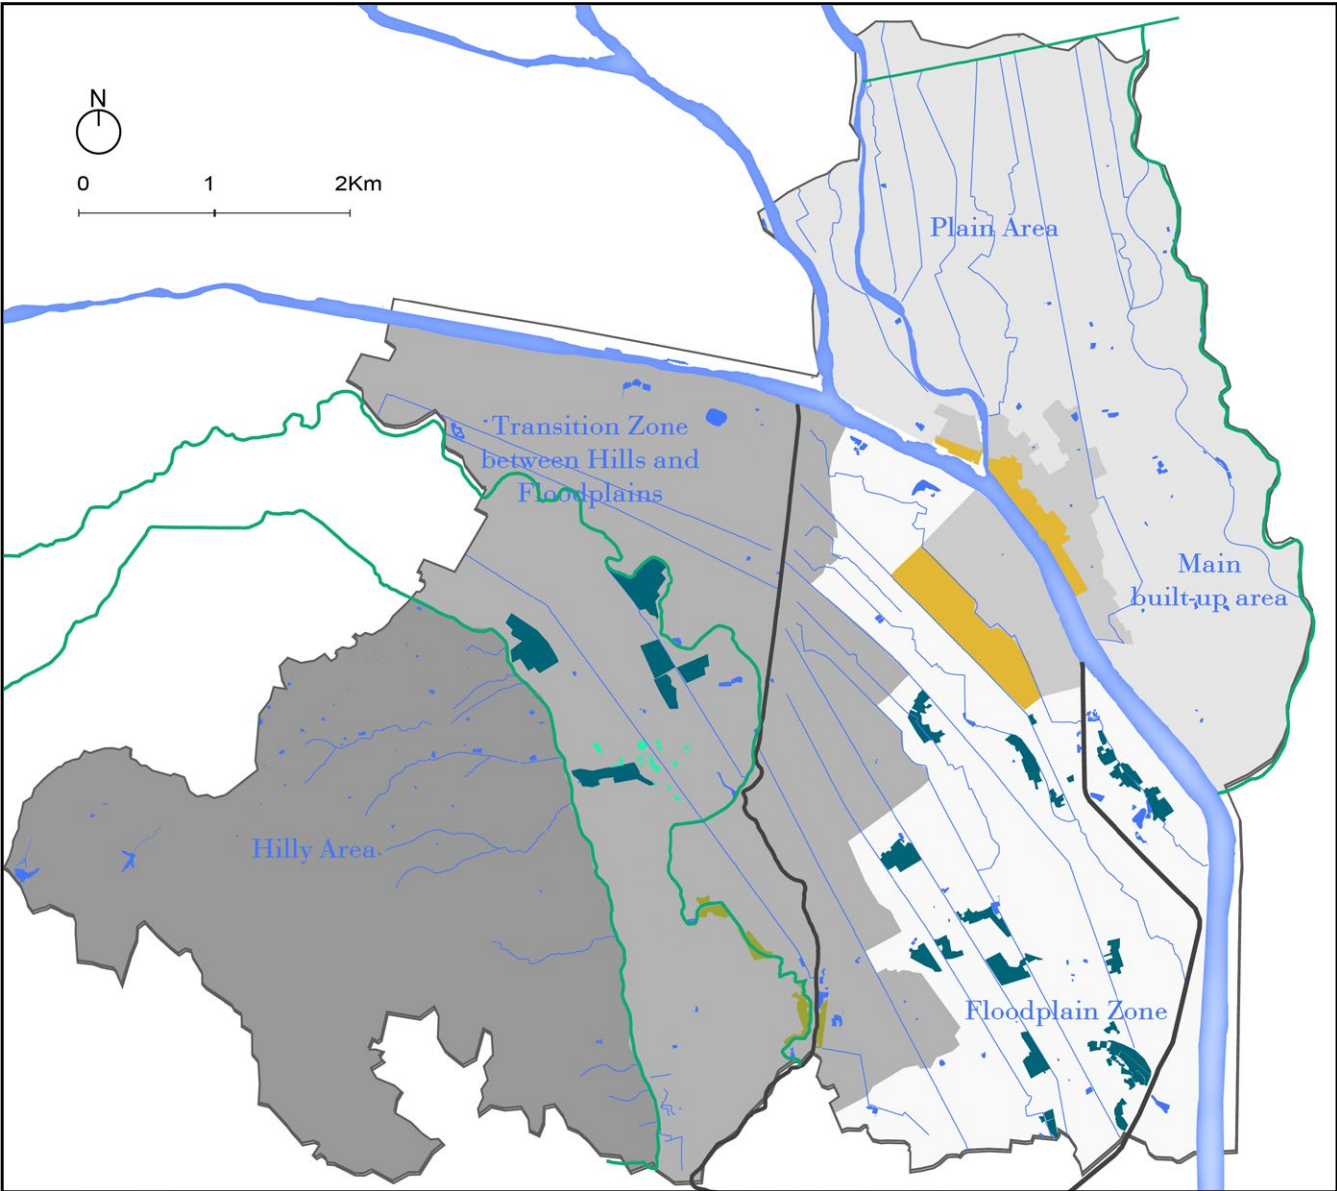 N
0 1 2Km
Plain Area
Transition Zone
between Hills and
Floodplains
Main
built-up area
Hilly Area
Floodplain Zone